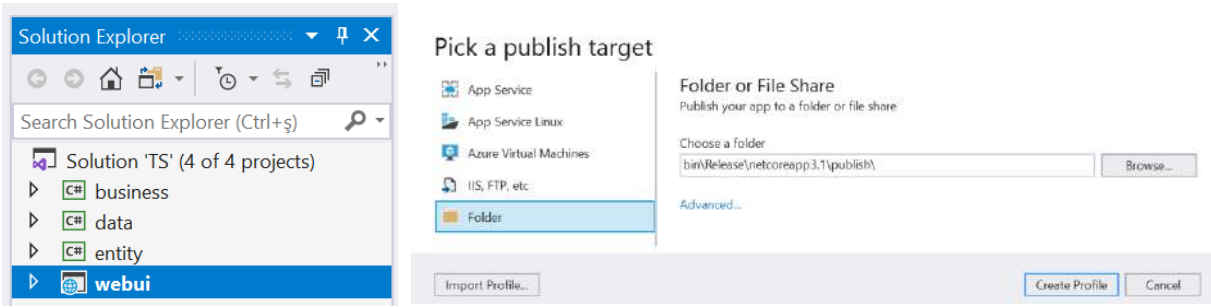 Solution Explorer
Search Solution Explorer (Ctrl+ş)
Solution 'TS' (4 of 4 projects)
C# business
C# data
C# entity
webui
Pick a publish target
App Service
App Service Linux
Azure Virtual Machines
IIS, FTP, etc
Folder
Folder or File Share
Publish your app to a folder or file share
Choose a folder
bin\Release\netcoreapp3.1\publish\
Browse...
Advanced...
Import Profile...
Create Profile
Cancel